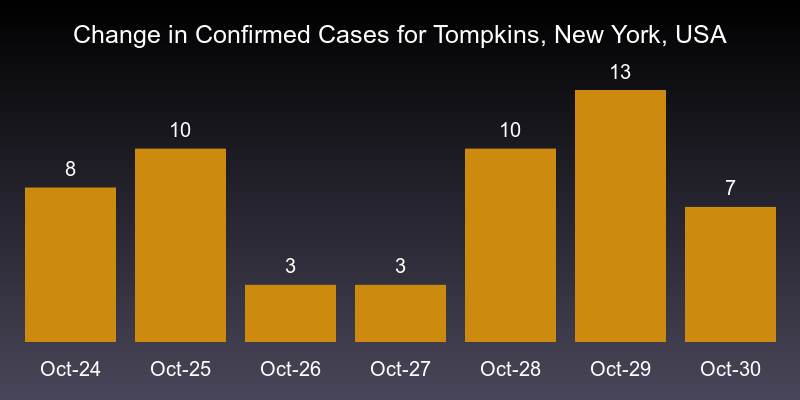 Change in Confirmed Cases for Tompkins, New York, USA
8 10 3 3 10 13 7
Oct-24 Oct-25 Oct-26 Oct-27 Oct-28 Oct-29 Oct-30